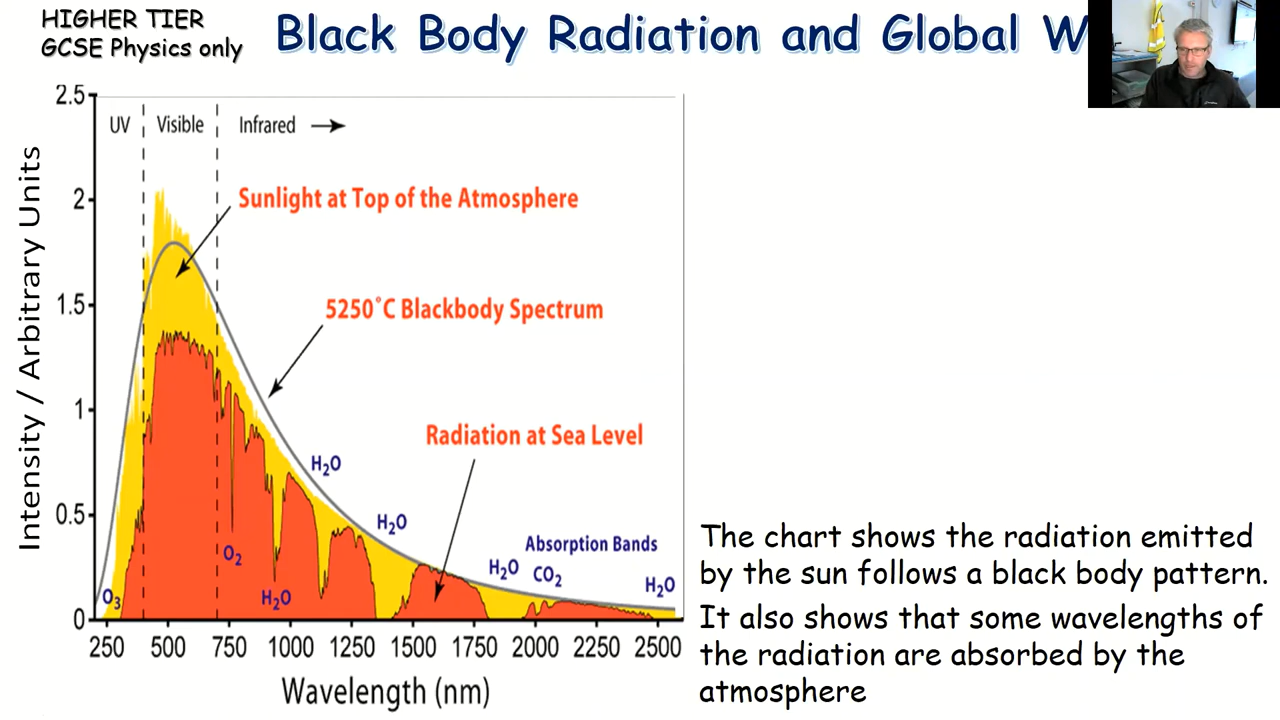 HIGHER TIER
GCSE Physics only
Black Body Radiation and Global W
2.5
2
1.5
1
0.5
0
Intensity / Arbitrary Units
UV
Visible
Infrared
Sunlight at Top of the Atmosphere
5250°C Blackbody Spectrum
Radiation at Sea Level
H₂O
H₂O
Absorption Bands
H₂O
CO₂
H₂O
O₂
H₂O
O₃
250 500 750 1000 1250 1500 1750 2000 2250 2500
Wavelength (nm)
The chart shows the radiation emitted
by the sun follows a black body pattern.
It also shows that some wavelengths of
the radiation are absorbed by the
atmosphere